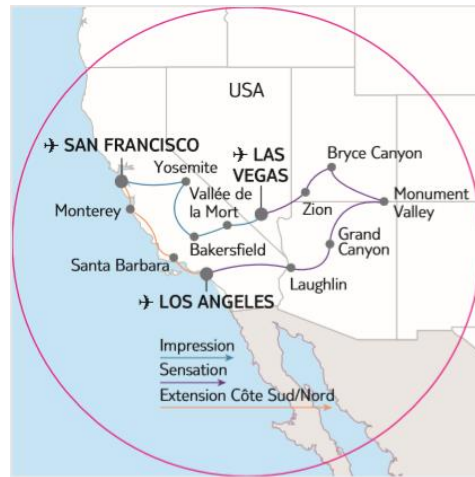 USA
✈ SAN FRANCISCO
Yosemite
✈ LAS
VEGAS
Bryce Canyon
Vallée de
la Mort
Zion
Monument
Valley
Monterey
Bakersfield
Grand
Canyon
Santa Barbara
Laughlin
✈ LOS ANGELES
Impression
Sensation
Extension Côte Sud/Nord